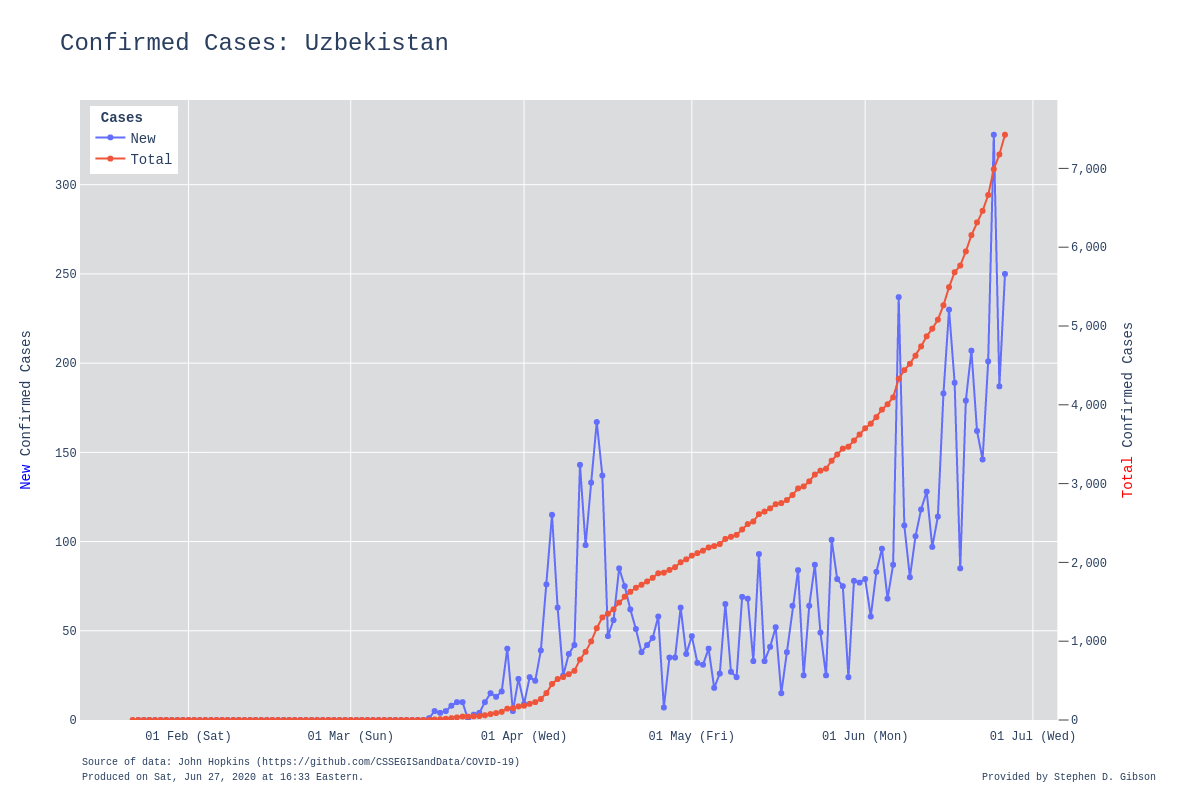 Confirmed Cases: Uzbekistan
Cases
New
Total
300
250
200
150
100
50
0
7,000
6,000
5,000
4,000
3,000
2,000
1,000
0
New Confirmed Cases
Total Confirmed Cases
01 Feb (Sat)
01 Mar (Sun)
01 Apr (Wed)
01 May (Fri)
01 Jun (Mon)
01 Jul (Wed)
Source of data: John Hopkins (https://github.com/CSSEGISandData/COVID-19)
Produced on Sat, Jun 27, 2020 at 16:33 Eastern.
Provided by Stephen D. Gibson